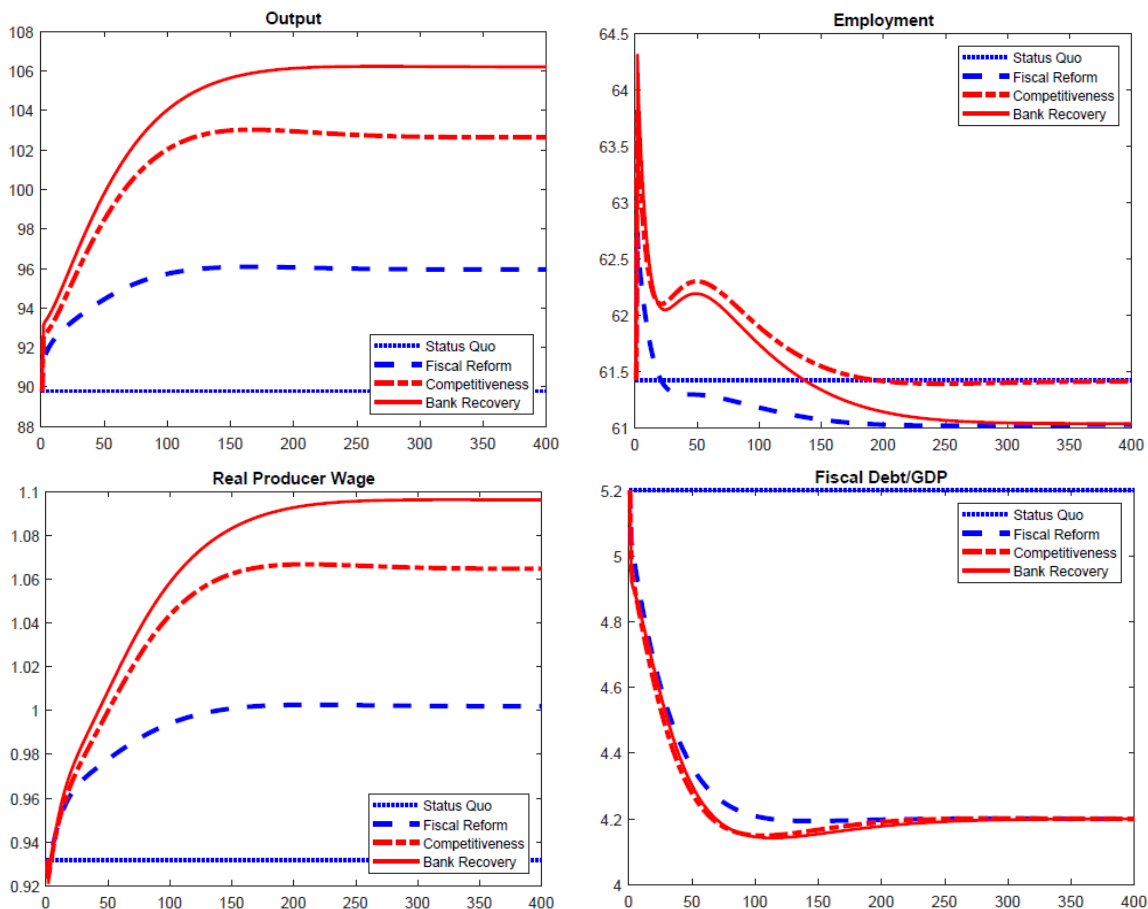 Output
108
106
104
102
100
98
96
94
92
90
88
0 50 100 150 200 250 300 350 400
Status Quo
Fiscal Reform
Competitiveness
Bank Recovery
Employment
64.5
64
63.5
63
62.5
62
61.5
61
0 50 100 150 200 250 300 350 400
Status Quo
Fiscal Reform
Competitiveness
Bank Recovery
Real Producer Wage
1.1
1.08
1.06
1.04
1.02
1
0.98
0.96
0.94
0.92
0 50 100 150 200 250 300 350 400
Status Quo
Fiscal Reform
Competitiveness
Bank Recovery
Fiscal Debt/GDP
5.2
5
4.8
4.6
4.4
4.2
4
0 50 100 150 200 250 300 350 400
Status Quo
Fiscal Reform
Competitiveness
Bank Recovery